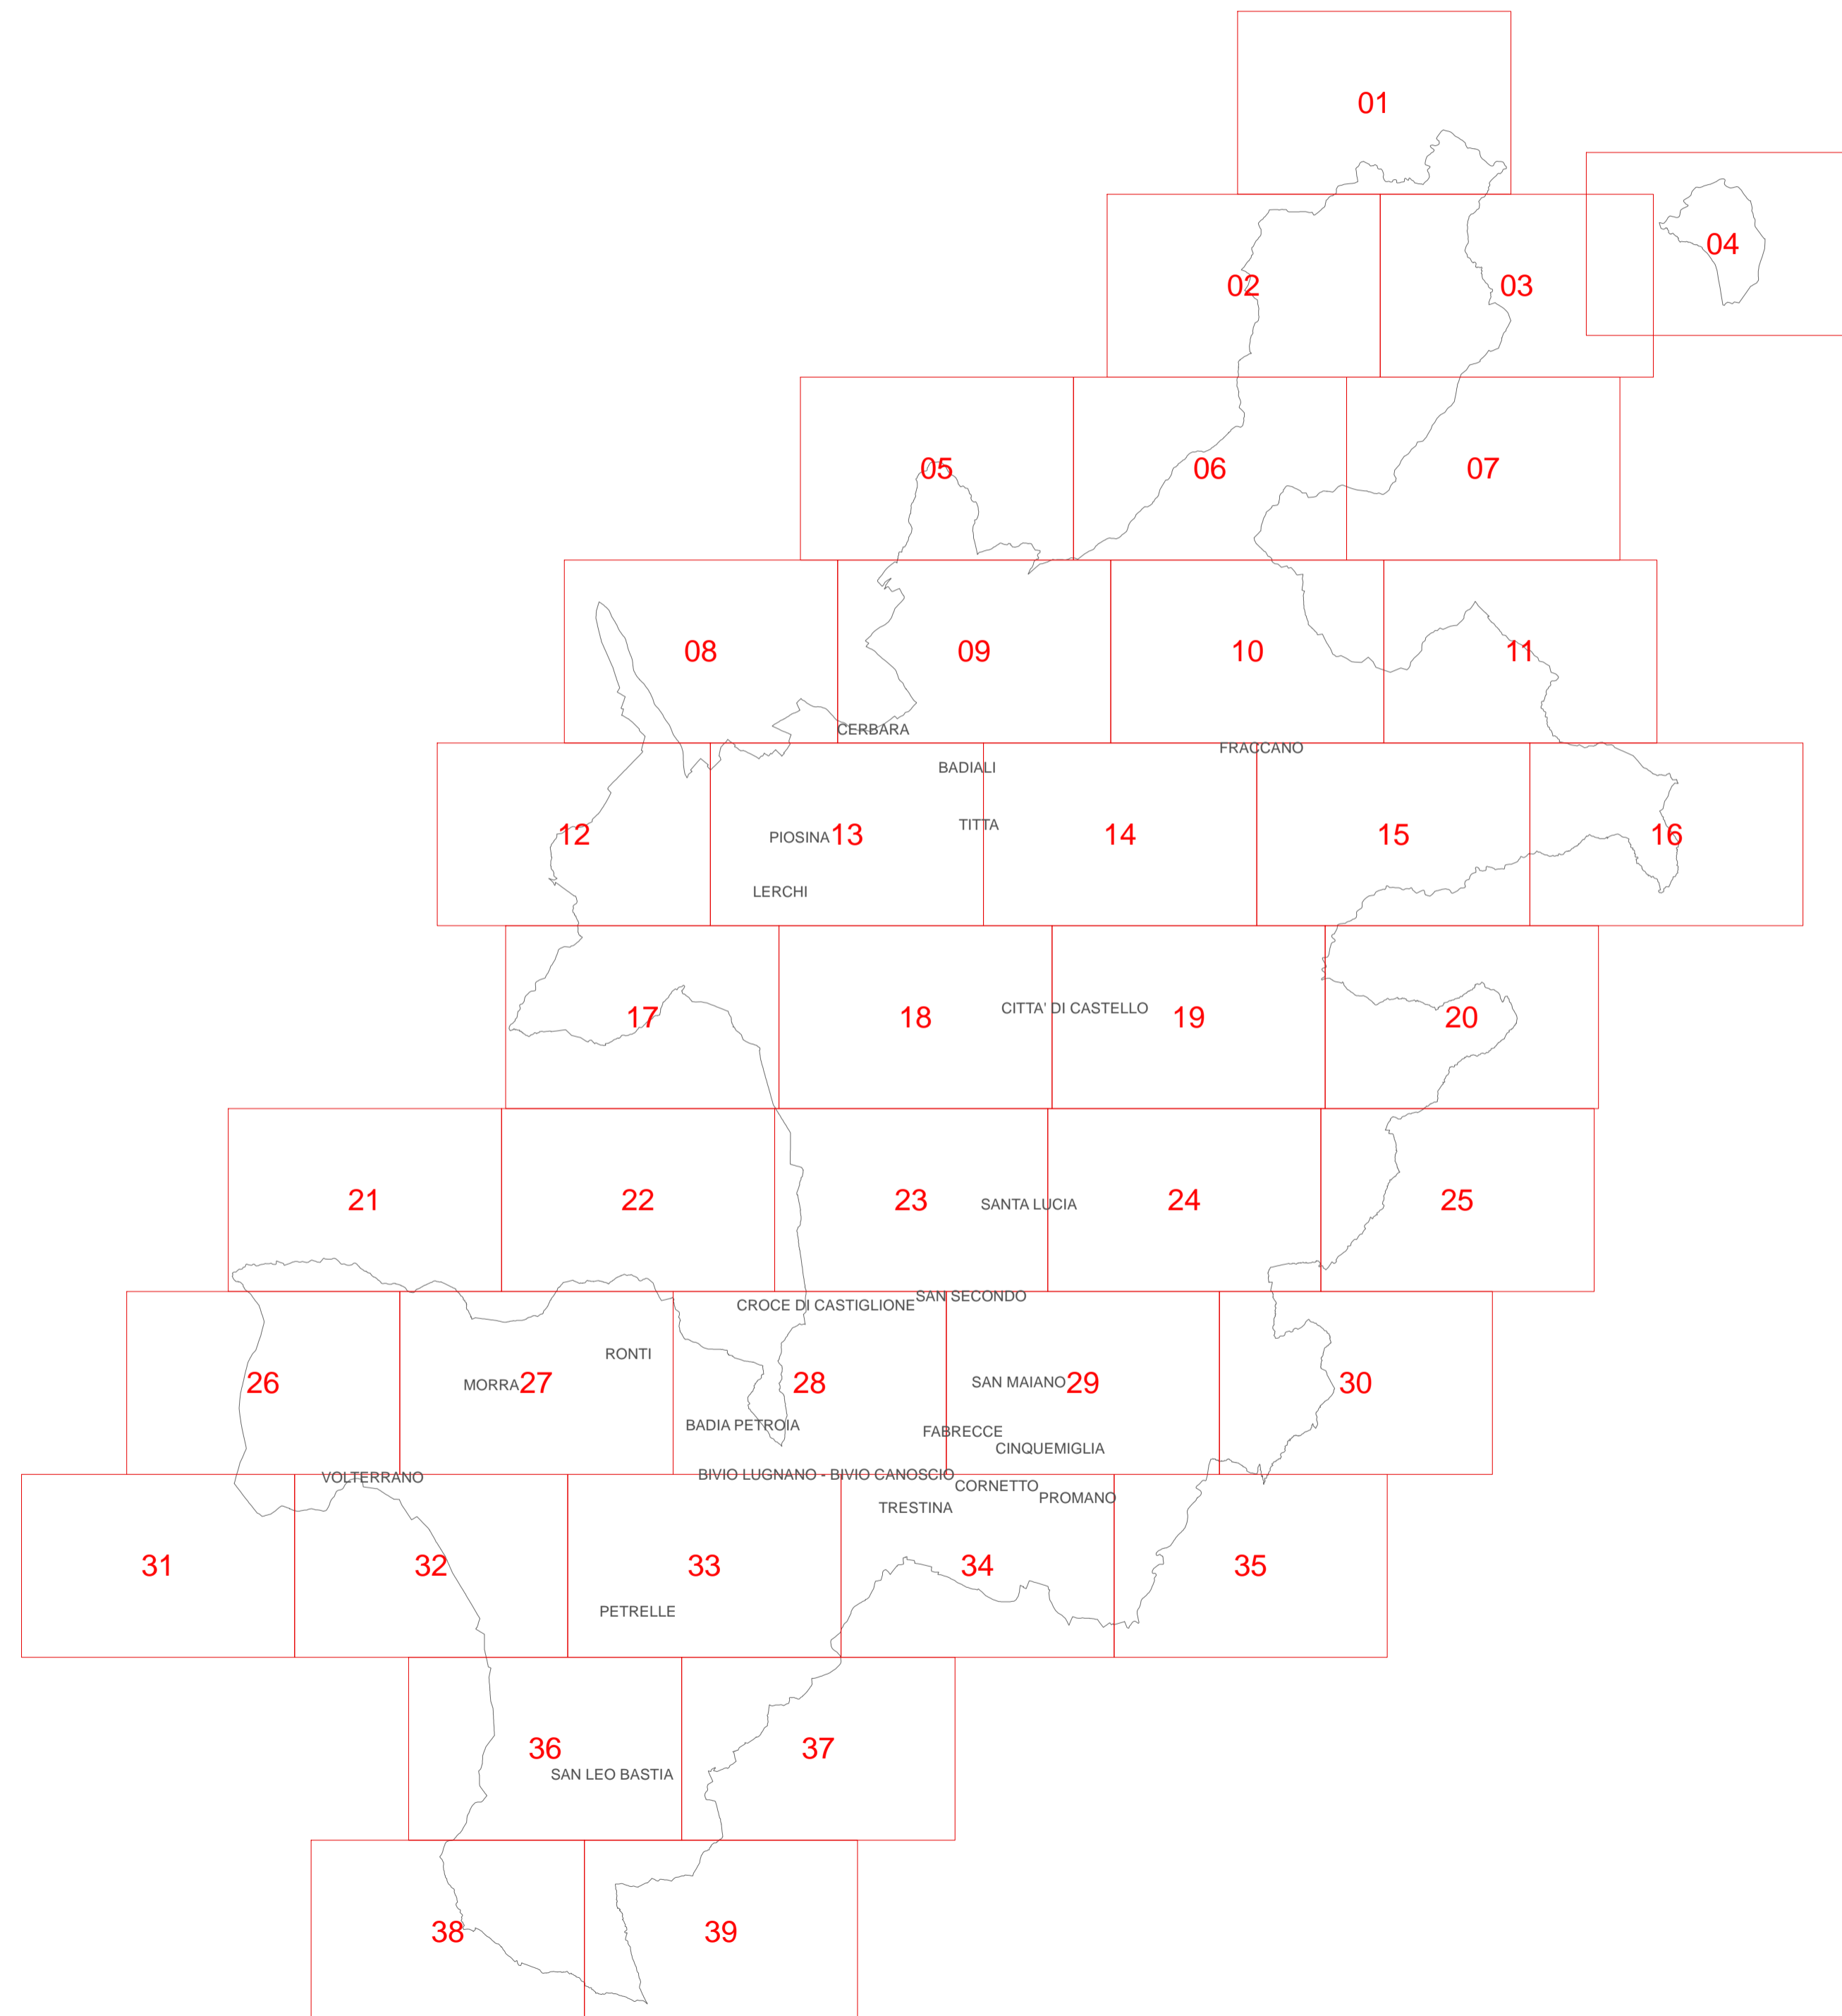 01
04
02
03
05
06
07
08
09
10
11
CERBARA
FRACCANO
BADIALI
TITTA
12
PIOSINA
13
14
15
16
LERCHI
CITTA' DI CASTELLO
17
18
19
20
21
22
23
SANTA LUCIA
24
25
SAN SECONDO
CROCE DI CASTIGLIONE
RONTI
26
MORRA
27
28
SAN MAIANO
29
30
BADIA PETROIA
FABRECCE
CINQUEMIGLIA
VOLTERRANO
BIVIO LUGNANO - BIVIO CANOSCIO
CORNETTO
PROMANO
TRESTINA
31
32
33
34
35
PETRELLE
36
37
SAN LEO BASTIA
38
39